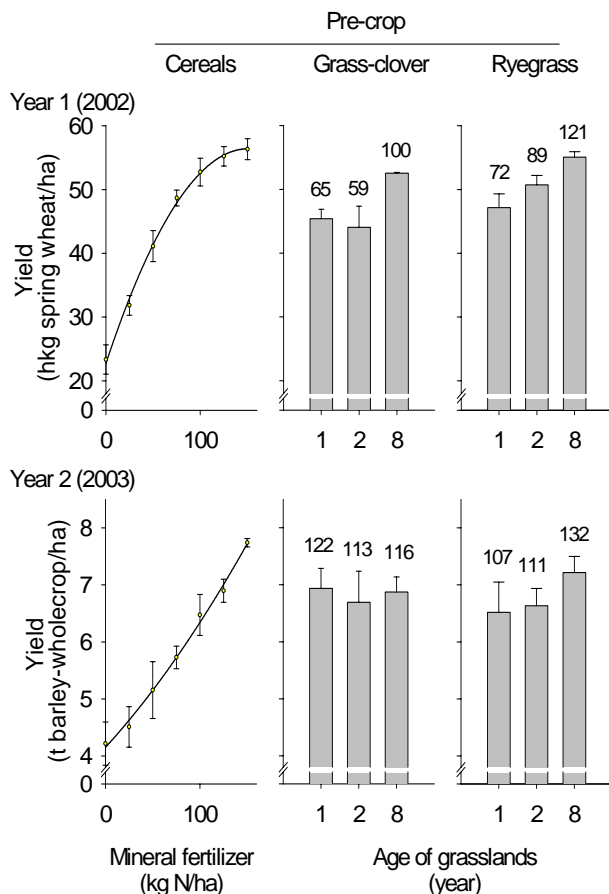 Pre-crop
Cereals Grass-clover Ryegrass
Year 1 (2002)
Yield
(hkg spring wheat/ha)
60
50
40
30
20
0
0 100
65 59 100
1 2 8
72 89 121
1 2 8
Year 2 (2003)
Yield
(t barley-wholecrop/ha)
8
7
6
5
4
0
0 100
122 113 116
1 2 8
107 111 132
1 2 8
Mineral fertilizer
(kg N/ha)
Age of grasslands
(year)